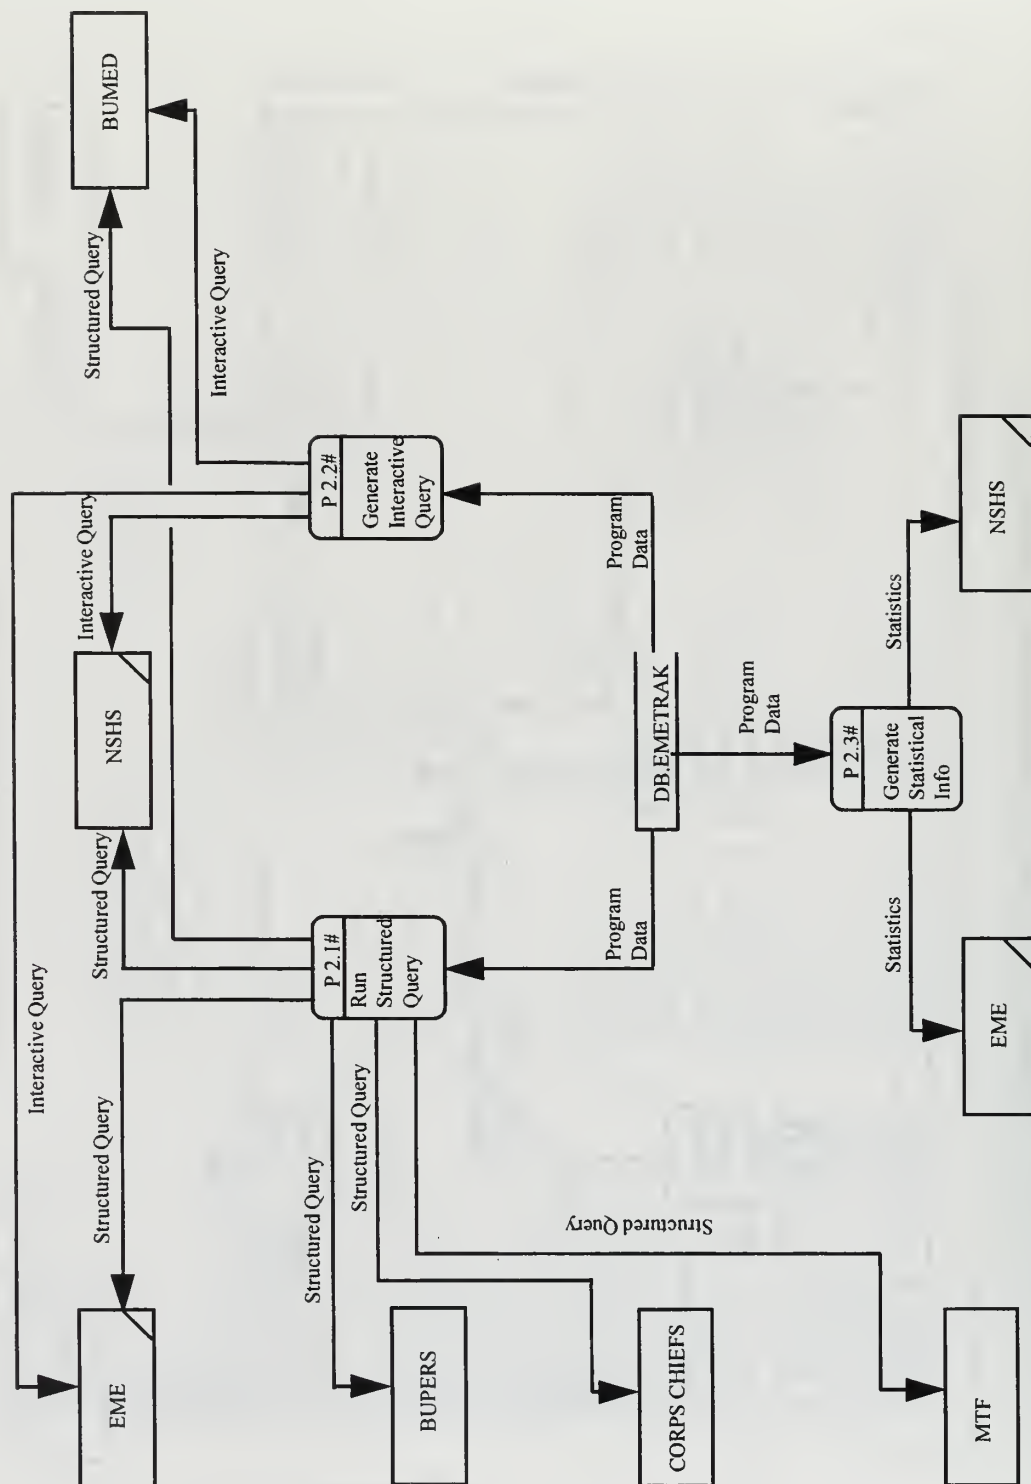 Interactive Query
EME
Structured Query
Structured Query
NSHS
Interactive Query
Structured Query
BUMED
Interactive Query
Structured Query
P 2.1#
Run
Structured
Query
P 2.2#
Generate
Interactive
Query
BUPERS
Structured Query
Structured Query
Program
Data
Program
Data
CORPS CHIEFS
DB.EMETRAK
Program
Data
P 2.3#
Generate
Statistical
Info
Statistics
Statistics
MTF
EME
NSHS